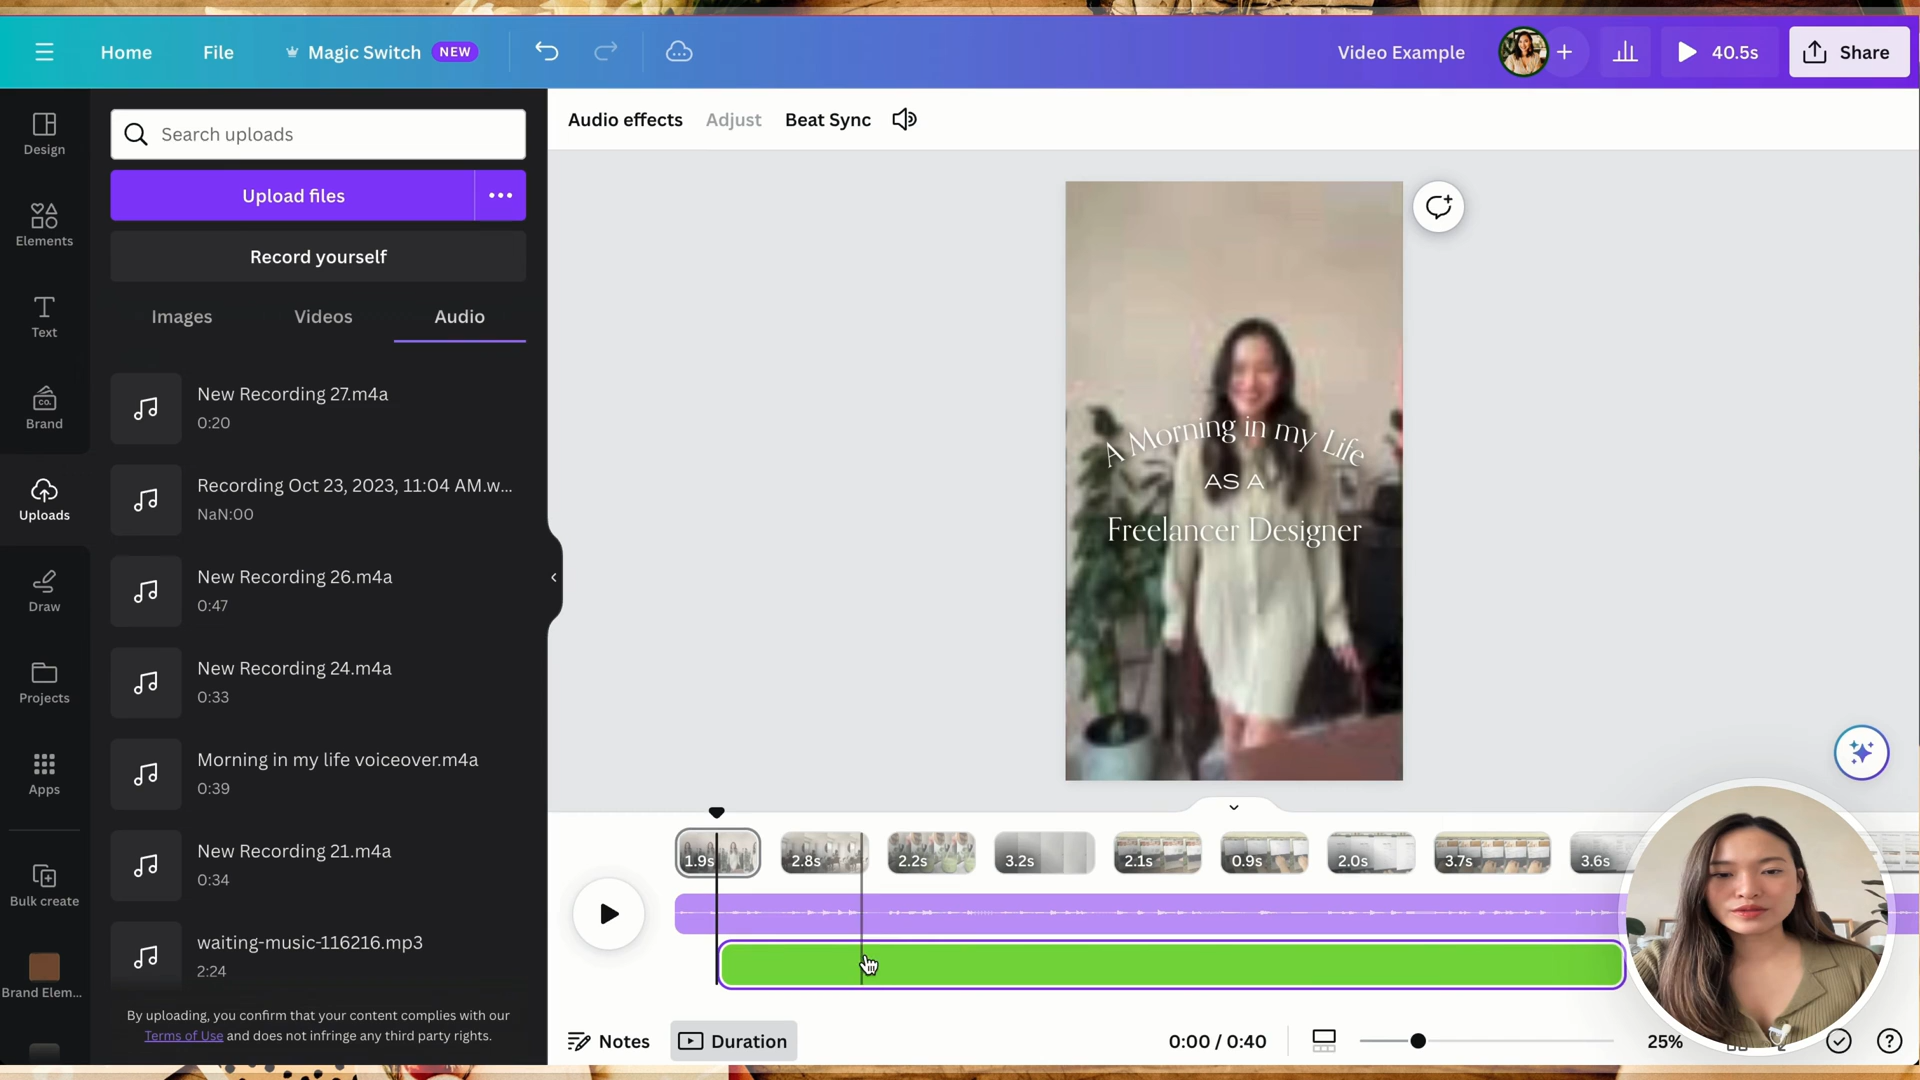 Home
File
Magic Switch NEW
Video Example
40.5s
Share
Design
Elements
Text
CO.
Brand
Uploads
Draw
Projects
Apps
Bulk create
Brand Elem...
Search uploads
Upload files
Record yourself
Images
Videos
Audio
New Recording 27.m4a
0:20
Recording Oct 23, 2023, 11:04 AM.w...
NaN:00
New Recording 26.m4a
0:47
New Recording 24.m4a
0:33
Morning in my life voiceover.m4a
0:39
New Recording 21.m4a
0:34
waiting-music-116216.mp3
2:24
By uploading, you confirm that your content complies with our
Terms of Use and does not infringe any third party rights.
Audio effects
Adjust
Beat Sync
A Morning in my Life
AS A
Freelancer Designer
1.9s
2.8s
2.2s
3.2s
2.1s
0.9s
2.0s
3.7s
3.6s
Notes
Duration
0:00 / 0:40
25%